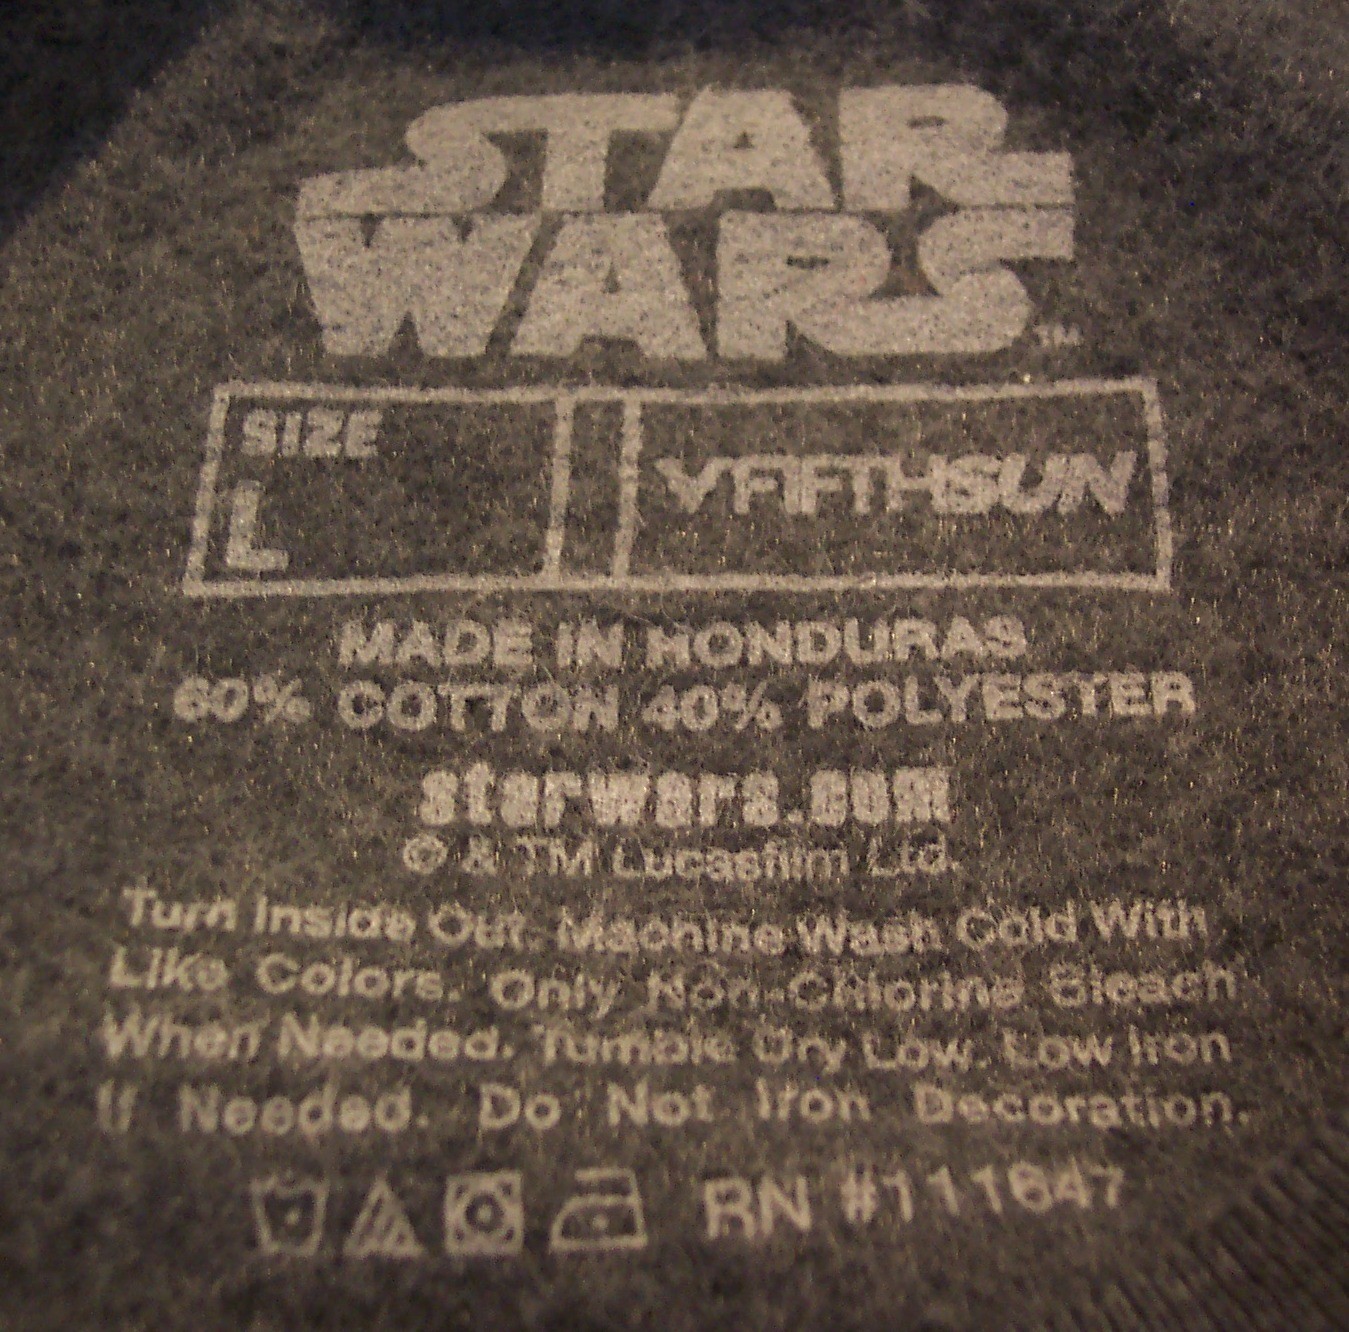 STAR
WARS TM
SIZE
L
FIFTHSUN
MADE IN HONDURAS
60% COTTON 40% POLYESTER
starwars.com
© & TM Lucasfilm Ltd.
Turn Inside Out. Machine Wash Cold With
Like Colors. Only Non-Chlorine Bleach
When Needed. Tumble Dry Low. Low Iron
If Needed. Do Not Iron Decoration.
RN #111647